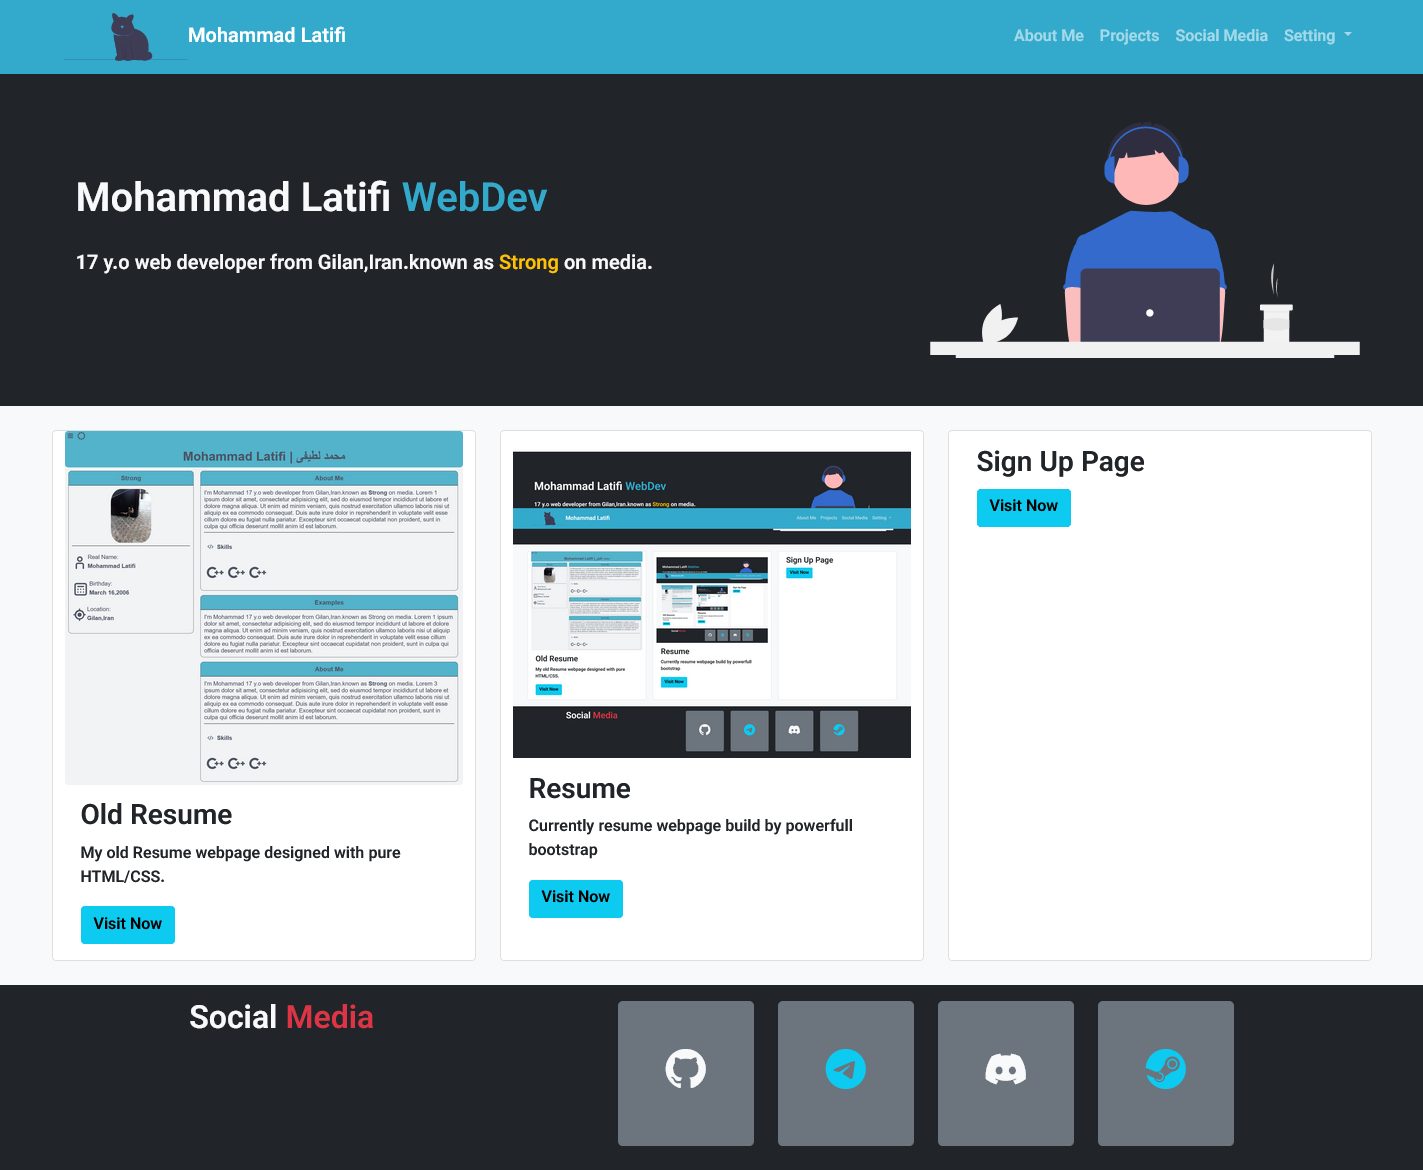 Mohammad Latifi
About Me Projects Social Media Setting
Mohammad Latifi WebDev
17 y.o web developer from Gilan,Iran.known as Strong on media.
Mohammad Latifi | محمد لطیفی
Strong
Real Name:
Mohammad Latifi
Birthday:
March 16,2006
Location:
Gilan,Iran
About Me
I'm Mohammad 17 y.o web developer from Gilan,Iran.known as Strong on media. Lorem 1
ipsum dolor sit amet, consectetur adipisicing elit, sed do eiusmod tempor incididunt ut labore et
dolore magna aliqua. Ut enim ad minim veniam, quis nostrud exercitation ullamco laboris nisi ut
aliquip ex ea commodo consequat. Duis aute irure dolor in reprehenderit in voluptate velit esse
cillum dolore eu fugiat nulla pariatur. Excepteur sint occaecat cupidatat non proident, sunt in
culpa qui officia deserunt mollit anim id est laborum.
</> Skills
C++ C++ C++
Examples
I'm Mohammad 17 y.o web developer from Gilan,Iran.known as Strong on media. Lorem 1 ipsum
dolor sit amet, consectetur adipisicing elit, sed do eiusmod tempor incididunt ut labore et dolore
magna aliqua. Ut enim ad minim veniam, quis nostrud exercitation ullamco laboris nisi ut aliquip
ex ea commodo consequat. Duis aute irure dolor in reprehenderit in voluptate velit esse cillum
dolore eu fugiat nulla pariatur. Excepteur sint occaecat cupidatat non proident, sunt in culpa qui
officia deserunt mollit anim id est laborum.
About Me
I'm Mohammad 17 y.o web developer from Gilan,Iran.known as Strong on media. Lorem 3
ipsum dolor sit amet, consectetur adipisicing elit, sed do eiusmod tempor incididunt ut labore et
dolore magna aliqua. Ut enim ad minim veniam, quis nostrud exercitation ullamco laboris nisi ut
aliquip ex ea commodo consequat. Duis aute irure dolor in reprehenderit in voluptate velit esse
cillum dolore eu fugiat nulla pariatur. Excepteur sint occaecat cupidatat non proident, sunt in
culpa qui officia deserunt mollit anim id est laborum.
</> Skills
C++ C++ C++
Old Resume
My old Resume webpage designed with pure
HTML/CSS.
Visit Now
Mohammad Latifi WebDev
17 y.o web developer from Gilan,Iran.known as Strong on media.
Mohammad Latifi
About Me Projects Social Media Setting
Old Resume
My old Resume webpage designed with pure
HTML/CSS.
Visit Now
Resume
Currently resume webpage build by powerfull
bootstrap
Visit Now
Sign Up Page
Visit Now
Social Media
Resume
Currently resume webpage build by powerfull
bootstrap
Visit Now
Sign Up Page
Visit Now
Social Media